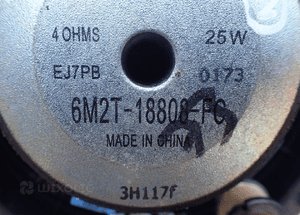 4 OHMS 25W
EJ7PB 0173
6M2T-18808-FC
MADE IN CHINA
3H117f